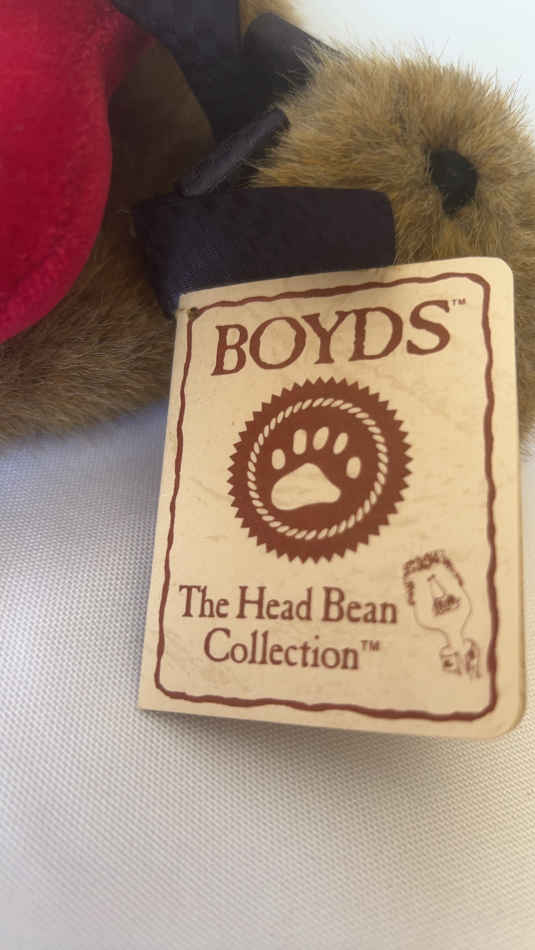 BOYDS™
The Head Bean
Collection™